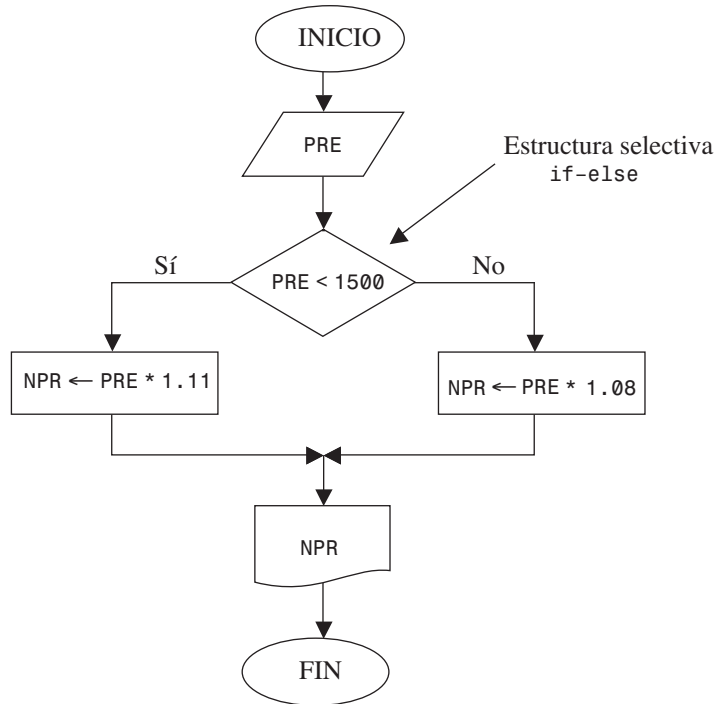 INICIO
PRE
Estructura selectiva
if-else
PRE < 1500
Sí
No
NPR ← PRE * 1.11
NPR ← PRE * 1.08
NPR
FIN